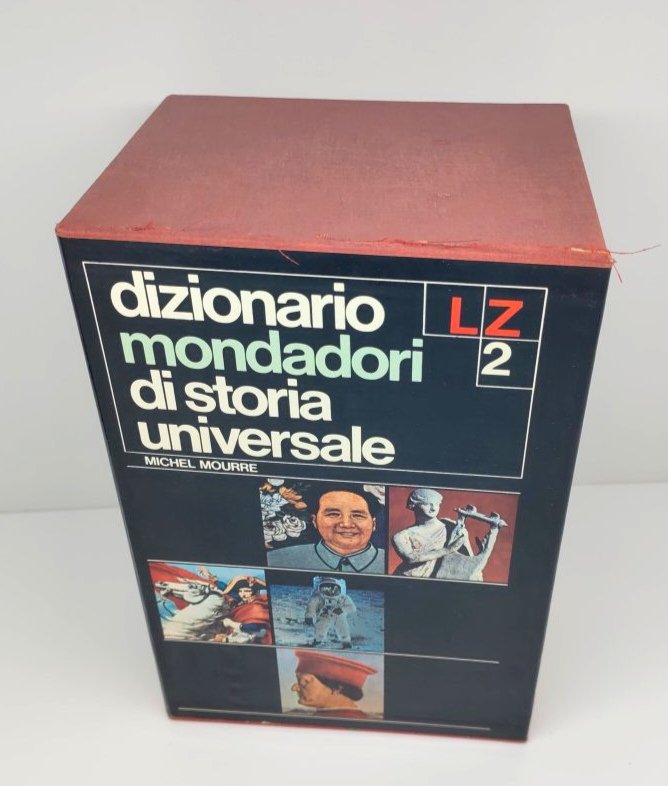 dizionario
mondadori
di storia
universale
MICHEL MOURRE
LZ
2